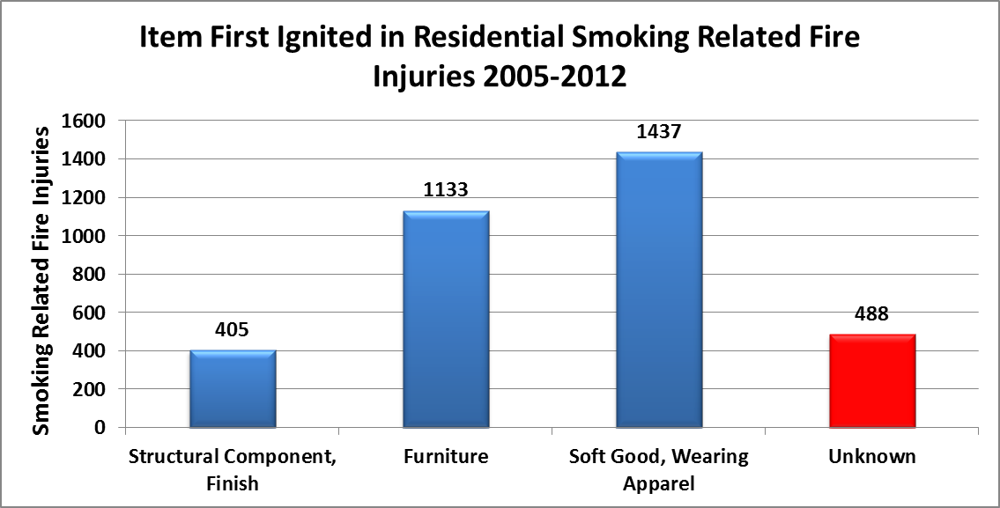 Item First Ignited in Residential Smoking Related Fire
Injuries 2005-2012
Smoking Related Fire Injuries
1600
1400
1200
1000
800
600
400
200
0
405
1133
1437
488
Structural Component,
Finish
Furniture
Soft Good, Wearing
Apparel
Unknown